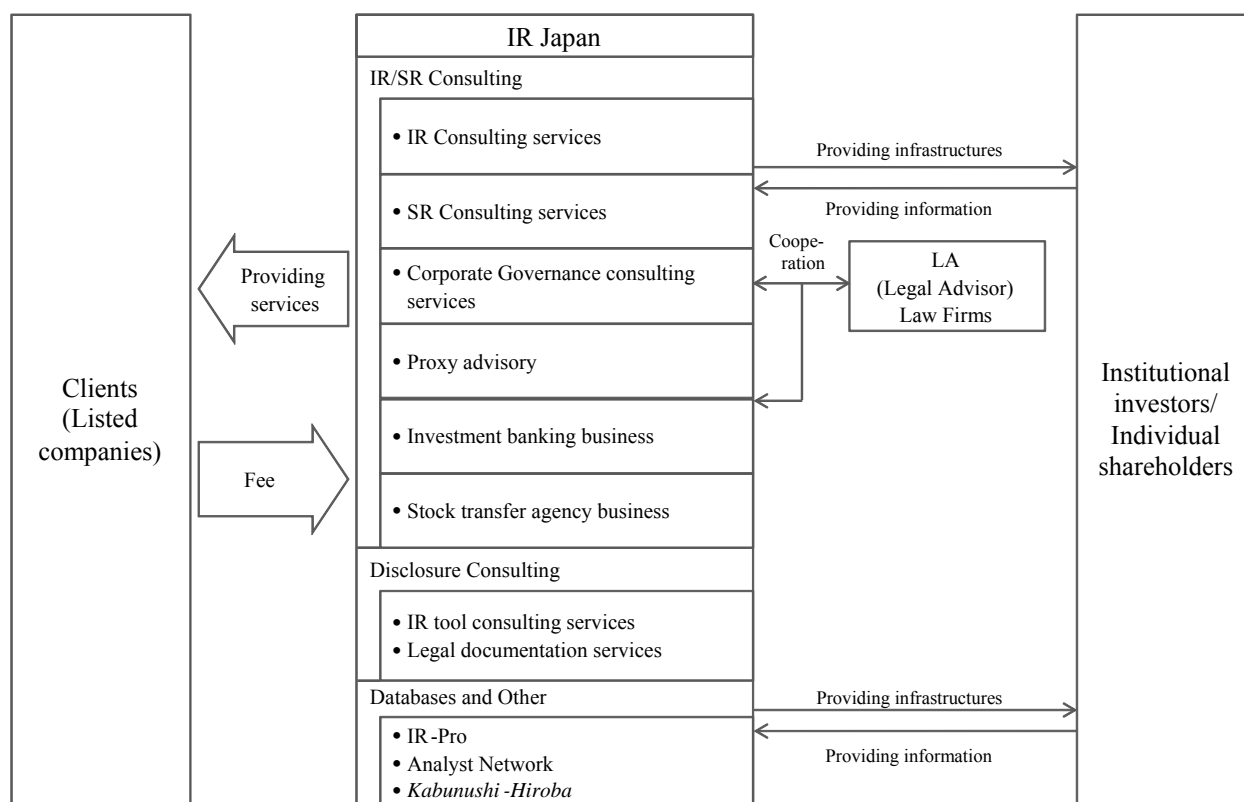 Clients
(Listed
companies)
Providing
services
Fee
IR Japan
IR/SR Consulting
• IR Consulting services
• SR Consulting services
• Corporate Governance consulting
services
• Proxy advisory
• Investment banking business
• Stock transfer agency business
Disclosure Consulting
• IR tool consulting services
• Legal documentation services
Databases and Other
• IR-Pro
• Analyst Network
• Kabunushi-Hiroba
Providing infrastructures
Providing information
Coope-
ration
LA
(Legal Advisor)
Law Firms
Providing infrastructures
Providing information
Institutional
investors/
Individual
shareholders